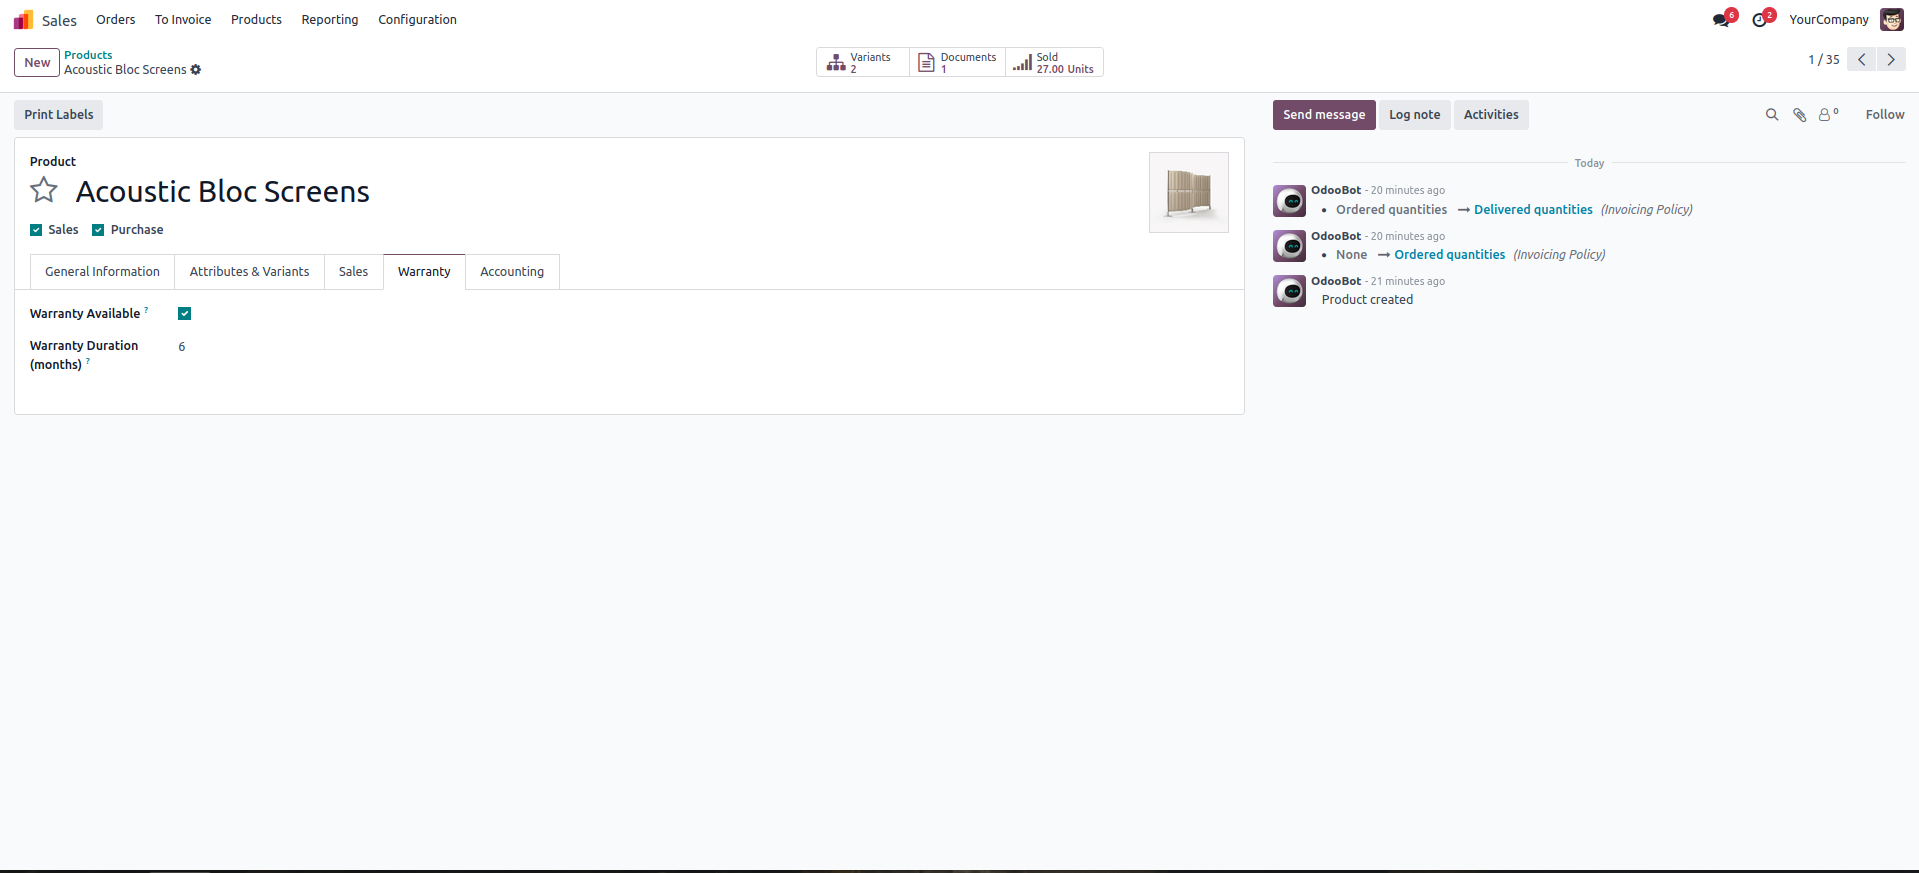 Sales Orders To Invoice Products Reporting Configuration 6 2 YourCompany
New
Products
Acoustic Bloc Screens
Variants
2
Documents
1
Sold
27.00 Units
1 / 35
Print Labels
Send message Log note Activities 0 Follow
Product
Acoustic Bloc Screens
Sales Purchase
General Information Attributes & Variants Sales Warranty Accounting
Warranty Available ?
Warranty Duration
(months) ?
6
Today
OdooBot - 20 minutes ago
• Ordered quantities → Delivered quantities (Invoicing Policy)
OdooBot - 20 minutes ago
• None → Ordered quantities (Invoicing Policy)
OdooBot - 21 minutes ago
Product created